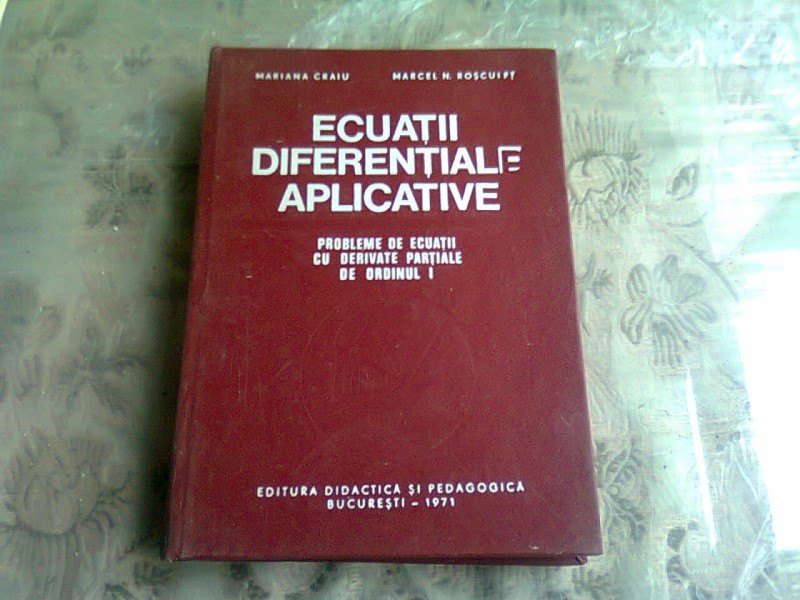 MARIANA CRAIU MARCEL N. ROȘCULEȚ
ECUAȚII
DIFERENȚIALE
APLICATIVE
PROBLEME DE ECUAȚII
CU DERIVATE PARȚIALE
DE ORDINUL I
EDITURA DIDACTICĂ ȘI PEDAGOGICĂ
BUCUREȘTI – 1971